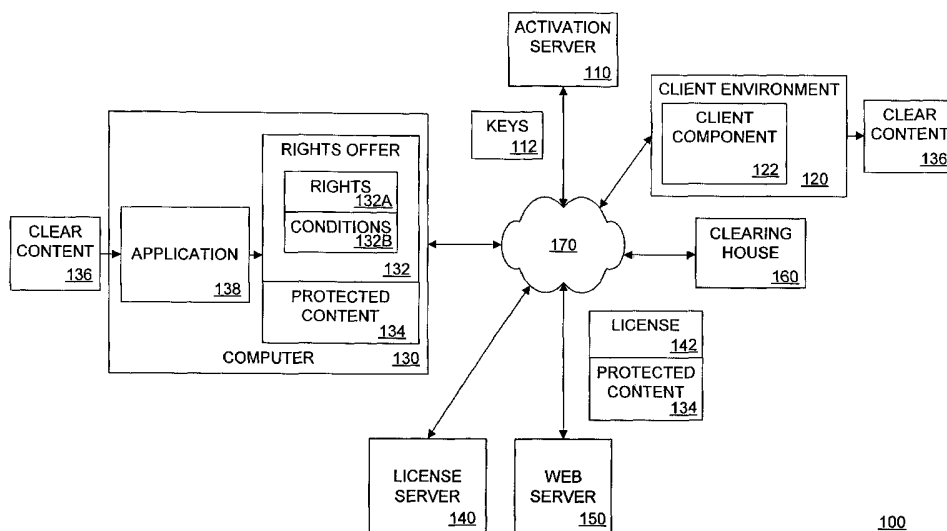 ACTIVATION
SERVER
110
KEYS
112
CLIENT ENVIRONMENT
CLIENT
COMPONENT
122
120
CLEAR
CONTENT
136
RIGHTS OFFER
RIGHTS
132A
CONDITIONS
132B
132
CLEAR
CONTENT
136
APPLICATION
138
PROTECTED
CONTENT
134
COMPUTER
130
170
CLEARING
HOUSE
160
LICENSE
142
PROTECTED
CONTENT
134
LICENSE
SERVER
140
WEB
SERVER
150
100